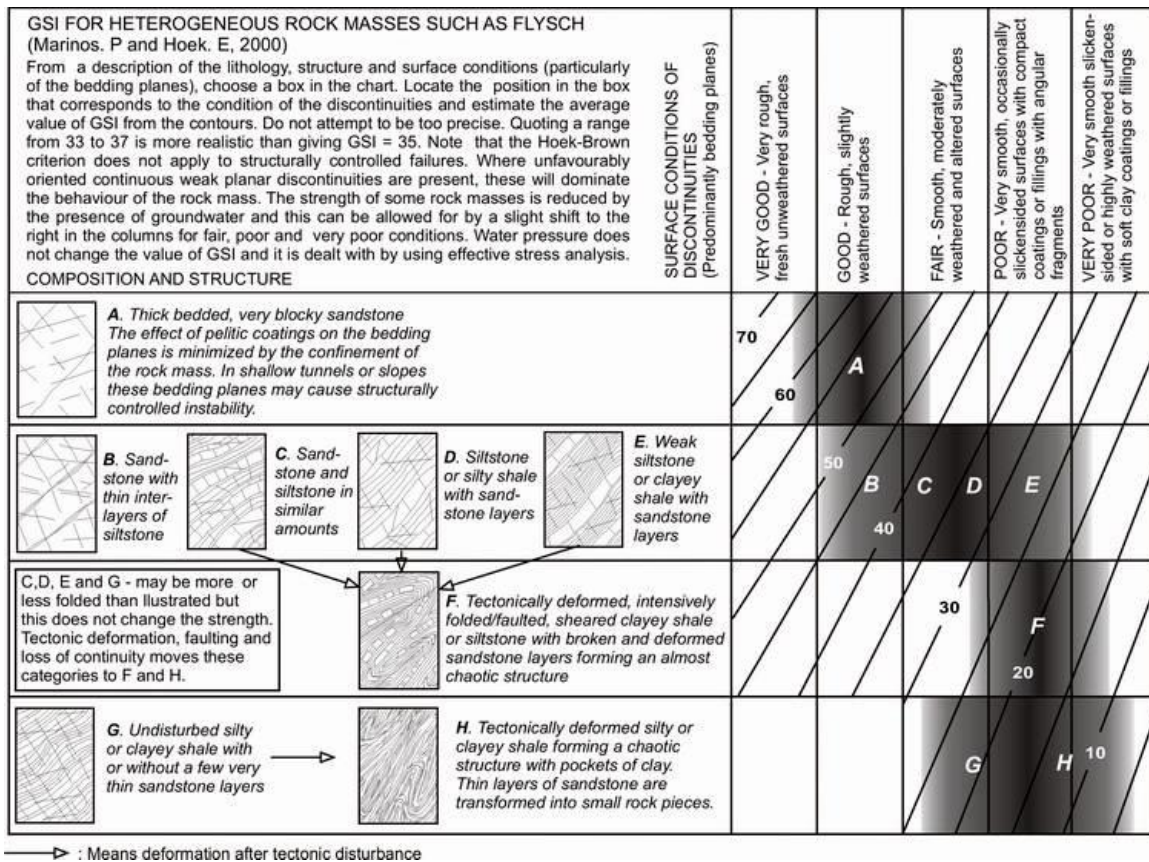 GSI FOR HETEROGENEOUS ROCK MASSES SUCH AS FLYSCH
(Marinos. P and Hoek. E, 2000)
From a description of the lithology, structure and surface conditions (particularly
of the bedding planes), choose a box in the chart. Locate the position in the box
that corresponds to the condition of the discontinuities and estimate the average
value of GSI from the contours. Do not attempt to be too precise. Quoting a range
from 33 to 37 is more realistic than giving GSI = 35. Note that the Hoek-Brown
criterion does not apply to structurally controlled failures. Where unfavourably
oriented continuous weak planar discontinuities are present, these will dominate
the behaviour of the rock mass. The strength of some rock masses is reduced by
the presence of groundwater and this can be allowed for by a slight shift to the
right in the columns for fair, poor and very poor conditions. Water pressure does
not change the value of GSI and it is dealt with by using effective stress analysis.
COMPOSITION AND STRUCTURE
SURFACE CONDITIONS OF
DISCONTINUITIES
(Predominantly bedding planes)
VERY GOOD - Very rough,
fresh unweathered surfaces
GOOD - Rough, slightly
weathered surfaces
FAIR - Smooth, moderately
weathered and altered surfaces
POOR - Very smooth, occasionally
slickensided surfaces with compact
coatings or fillings with angular
fragments
VERY POOR - Very smooth slicken-
sided or highly weathered surfaces
with soft clay coatings or fillings
A. Thick bedded, very blocky sandstone
The effect of pelitic coatings on the bedding
planes is minimized by the confinement of
the rock mass. In shallow tunnels or slopes
these bedding planes may cause structurally
controlled instability.
70
60
A
B. Sand-
stone with
thin inter-
layers of
siltstone
C. Sand-
stone and
siltstone in
similar
amounts
D. Siltstone
or silty shale
with sand-
stone layers
E. Weak
siltstone
or clayey
shale with
sandstone
layers
50
B
C
D
E
40
C,D, E and G - may be more or
less folded than Ilustrated but
this does not change the strength.
Tectonic deformation, faulting and
loss of continuity moves these
categories to F and H.
F. Tectonically deformed, intensively
folded/faulted, sheared clayey shale
or siltstone with broken and deformed
sandstone layers forming an almost
chaotic structure
30
F
20
G. Undisturbed silty
or clayey shale with
or without a few very
thin sandstone layers
H. Tectonically deformed silty or
clayey shale forming a chaotic
structure with pockets of clay.
Thin layers of sandstone are
transformed into small rock pieces.
G
H
10
: Means deformation after tectonic disturbance